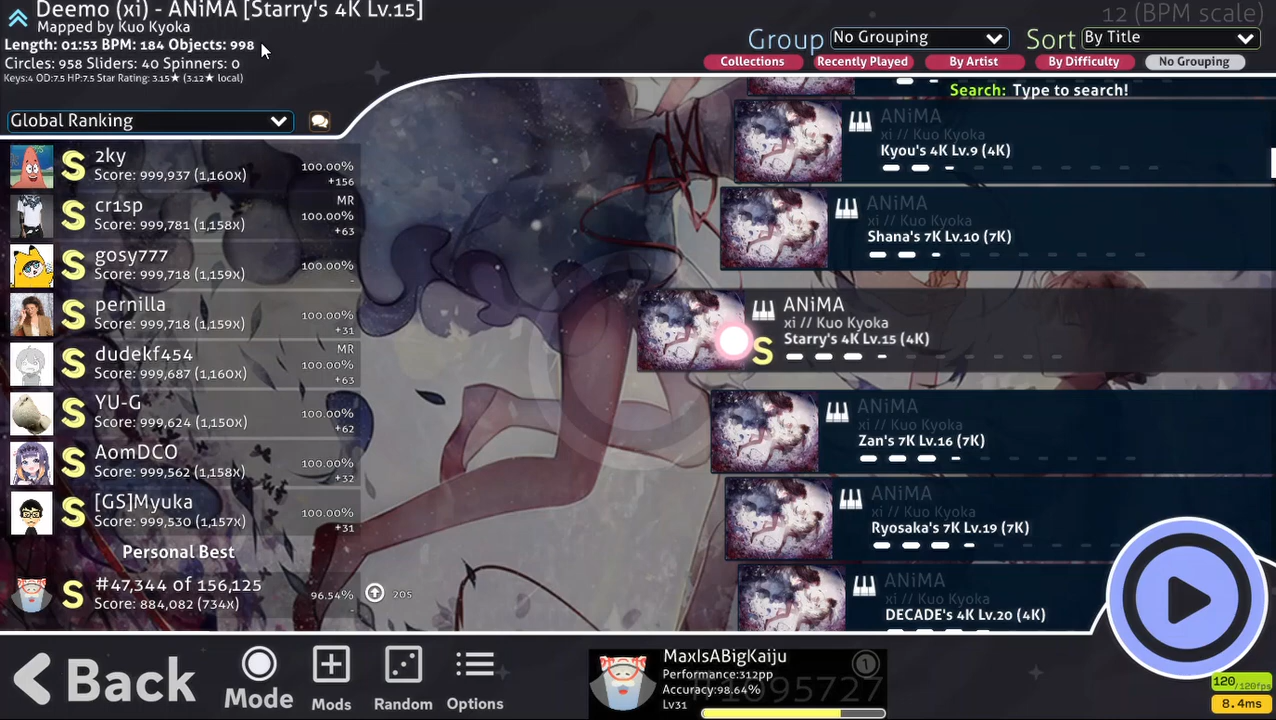 Deemo (xi) - ANiMA [Starry's 4K Lv.15]
Mapped by Kuo Kyoka
Length: 01:53 BPM: 184 Objects: 998
Circles: 958 Sliders: 40 Spinners: 0
Keys:4 OD:7.5 HP:7.5 Star Rating: 3.15★ (3.12★ local)
12 (BPM scale)
Group No Grouping Sort By Title
Collections Recently Played By Artist By Difficulty No Grouping
Search: Type to search!
Global Ranking
2ky
Score: 999,937 (1,160x)
100.00%
+156
cr1sp
Score: 999,781 (1,158x)
MR
100.00%
+63
gosy777
Score: 999,718 (1,159x)
100.00%
-
pernilla
Score: 999,718 (1,159x)
100.00%
+31
dudekf454
Score: 999,687 (1,160x)
MR
100.00%
+63
YU-G
Score: 999,624 (1,150x)
100.00%
+62
AomDCO
Score: 999,562 (1,158x)
100.00%
+32
[GS]Myuka
Score: 999,530 (1,157x)
100.00%
+31
Personal Best
#47,344 of 156,125
Score: 884,082 (734x)
96.54%
-
205
ANiMA
xi // Kuo Kyoka
Kyou's 4K Lv.9 (4K)
ANiMA
xi // Kuo Kyoka
Shana's 7K Lv.10 (7K)
ANiMA
xi // Kuo Kyoka
Starry's 4K Lv.15 (4K)
ANiMA
xi // Kuo Kyoka
Zan's 7K Lv.16 (7K)
ANiMA
xi // Kuo Kyoka
Ryosaka's 7K Lv.19 (7K)
ANiMA
xi // Kuo Kyoka
DECADE's 4K Lv.20 (4K)
Back
Mode
Mods
Random
Options
MaxIsABigKaiju
Performance:312pp
Accuracy:98.64%
Lv31
1
#1095727
120/120fps
8.4ms